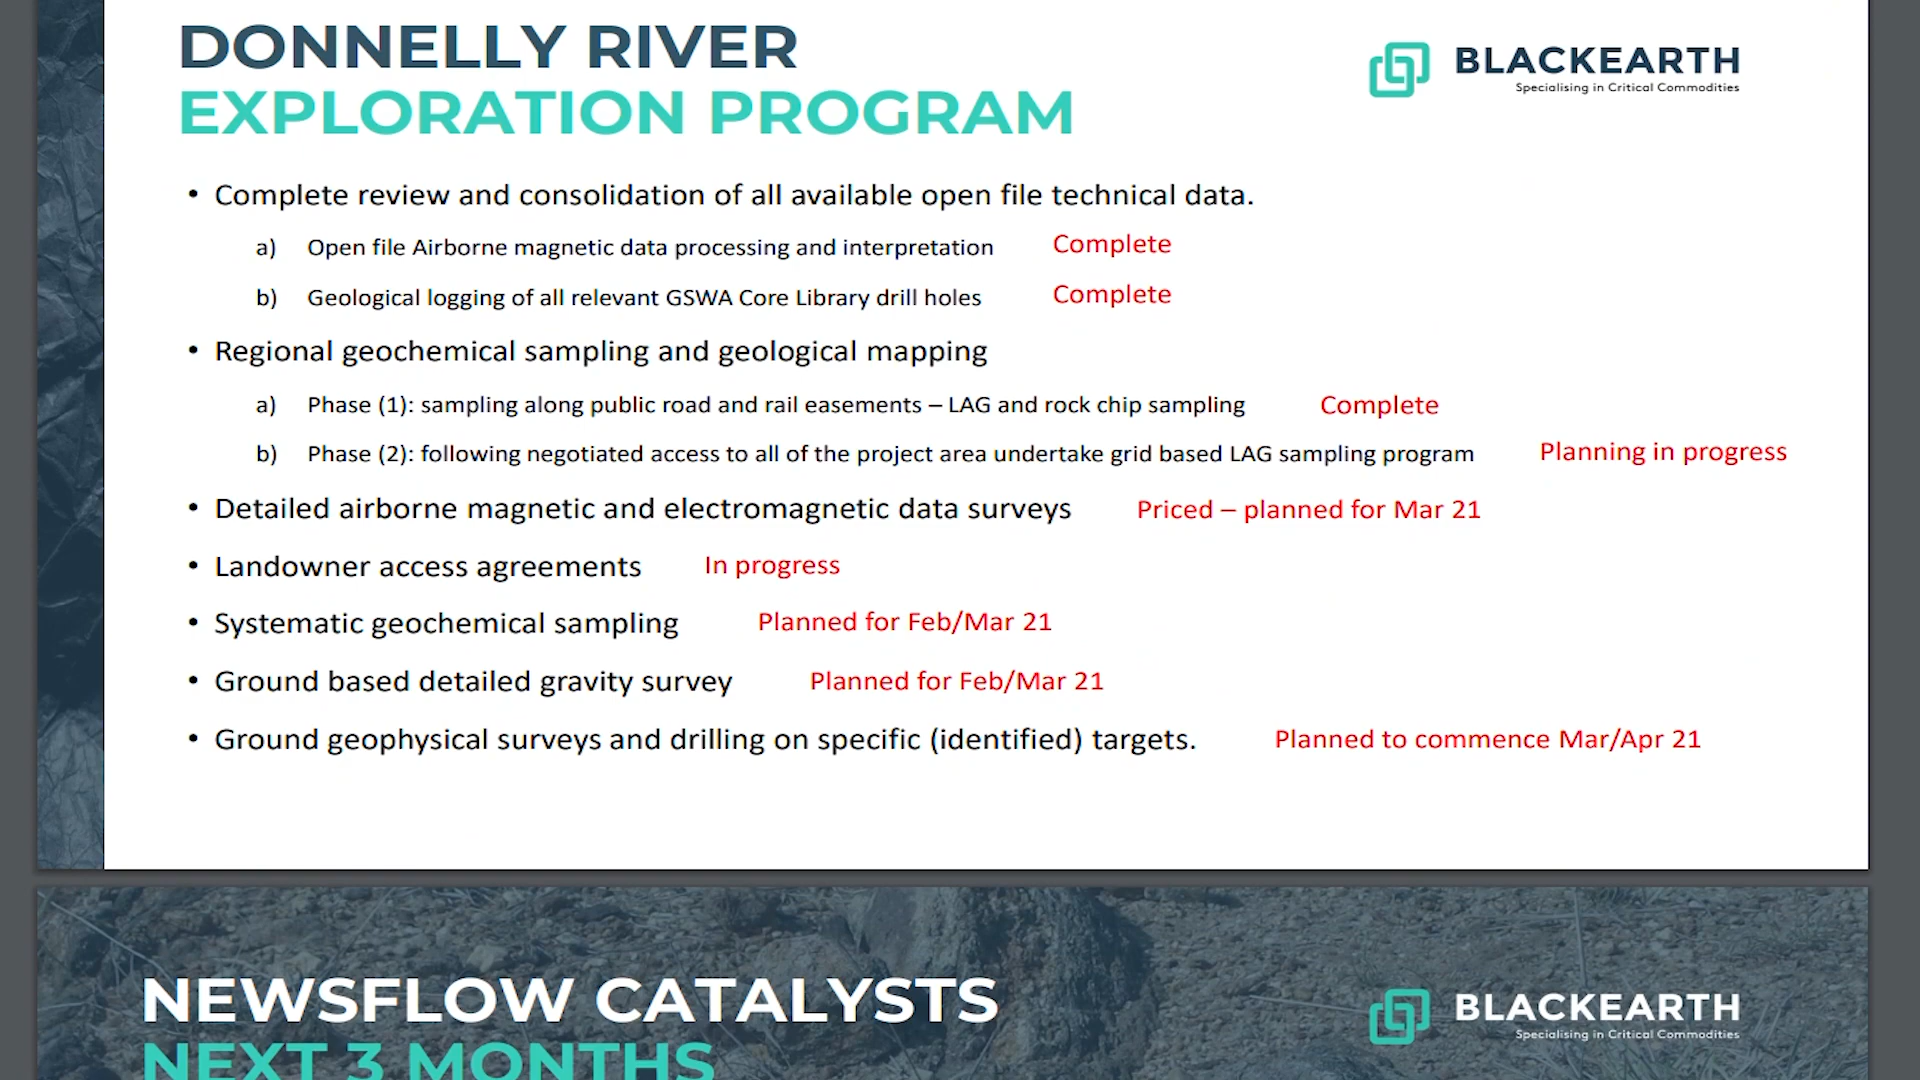 DONNELLY RIVER
EXPLORATION PROGRAM
BLACKEARTH
Specialising in Critical Commodities
• Complete review and consolidation of all available open file technical data.
a) Open file Airborne magnetic data processing and interpretation Complete
b) Geological logging of all relevant GSWA Core Library drill holes Complete
• Regional geochemical sampling and geological mapping
a) Phase (1): sampling along public road and rail easements – LAG and rock chip sampling Complete
b) Phase (2): following negotiated access to all of the project area undertake grid based LAG sampling program Planning in progress
• Detailed airborne magnetic and electromagnetic data surveys Priced – planned for Mar 21
• Landowner access agreements In progress
• Systematic geochemical sampling Planned for Feb/Mar 21
• Ground based detailed gravity survey Planned for Feb/Mar 21
• Ground geophysical surveys and drilling on specific (identified) targets. Planned to commence Mar/Apr 21
NEWSFLOW CATALYSTS
NEXT 3 MONTHS
BLACKEARTH
Specialising in Critical Commodities